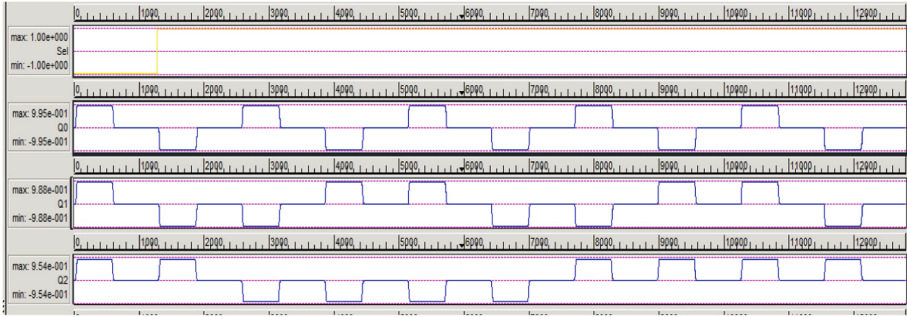 0 1000 2000 3000 4000 5000 6000 7000 8000 9000 10000 11000 12000
max: 1.00e+000
Sel
min: -1.00e+000
0 1000 2000 3000 4000 5000 6000 7000 8000 9000 10000 11000 12000
max: 9.95e-001
Q0
min: -9.95e-001
0 1000 2000 3000 4000 5000 6000 7000 8000 9000 10000 11000 12000
max: 9.88e-001
Q1
min: -9.88e-001
0 1000 2000 3000 4000 5000 6000 7000 8000 9000 10000 11000 12000
max: 9.54e-001
Q2
min: -9.54e-001